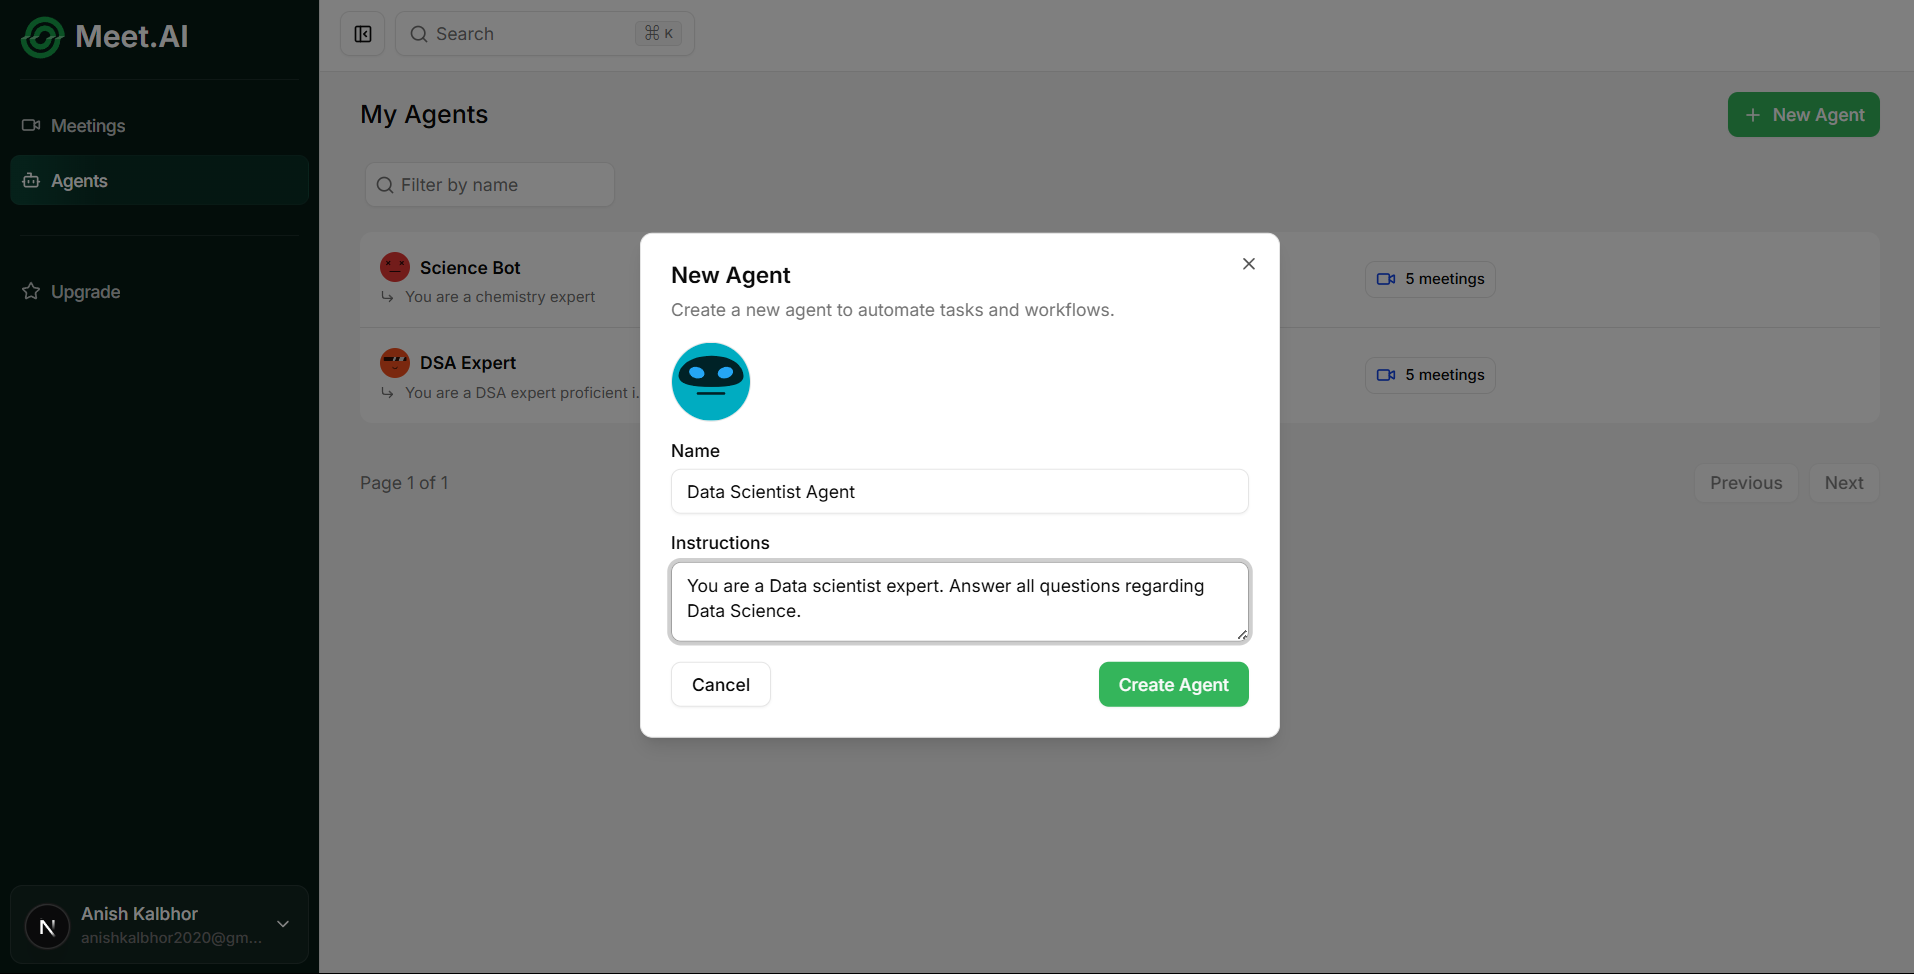 Meet.AI
Meetings
Agents
Upgrade
Search
⌘ K
My Agents
+ New Agent
Filter by name
Science Bot
You are a chemistry expert
5 meetings
DSA Expert
You are a DSA expert proficient i...
5 meetings
Page 1 of 1
Previous
Next
New Agent
Create a new agent to automate tasks and workflows.
Name
Data Scientist Agent
Instructions
You are a Data scientist expert. Answer all questions regarding
Data Science.
Cancel
Create Agent
N
Anish Kalbhor
anishkalbhor2020@gm...